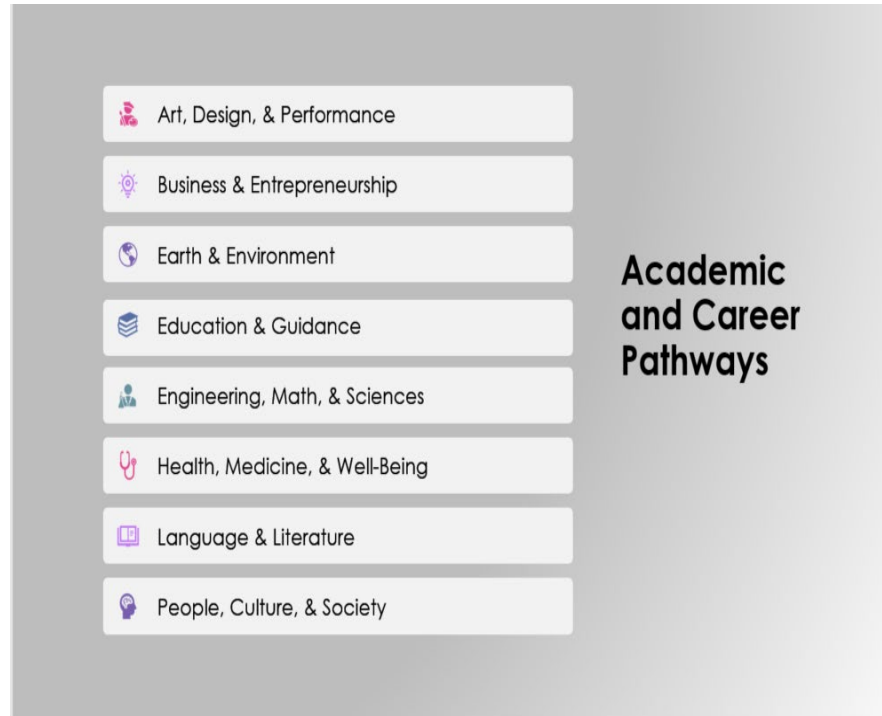 Art, Design, & Performance
Business & Entrepreneurship
Earth & Environment
Education & Guidance
Engineering, Math, & Sciences
Health, Medicine, & Well-Being
Language & Literature
People, Culture, & Society
Academic
and Career
Pathways